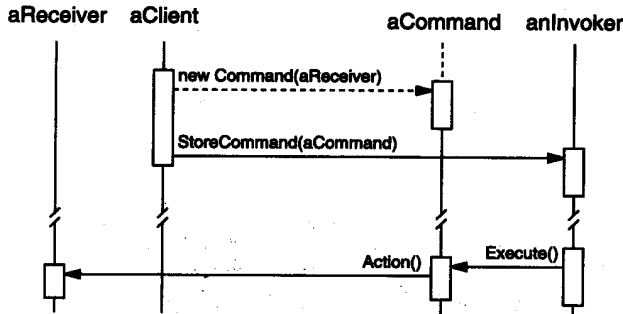 aReceiver aClient aCommand anInvoker
new Command(aReceiver)
StoreCommand(aCommand)
Action() Execute()